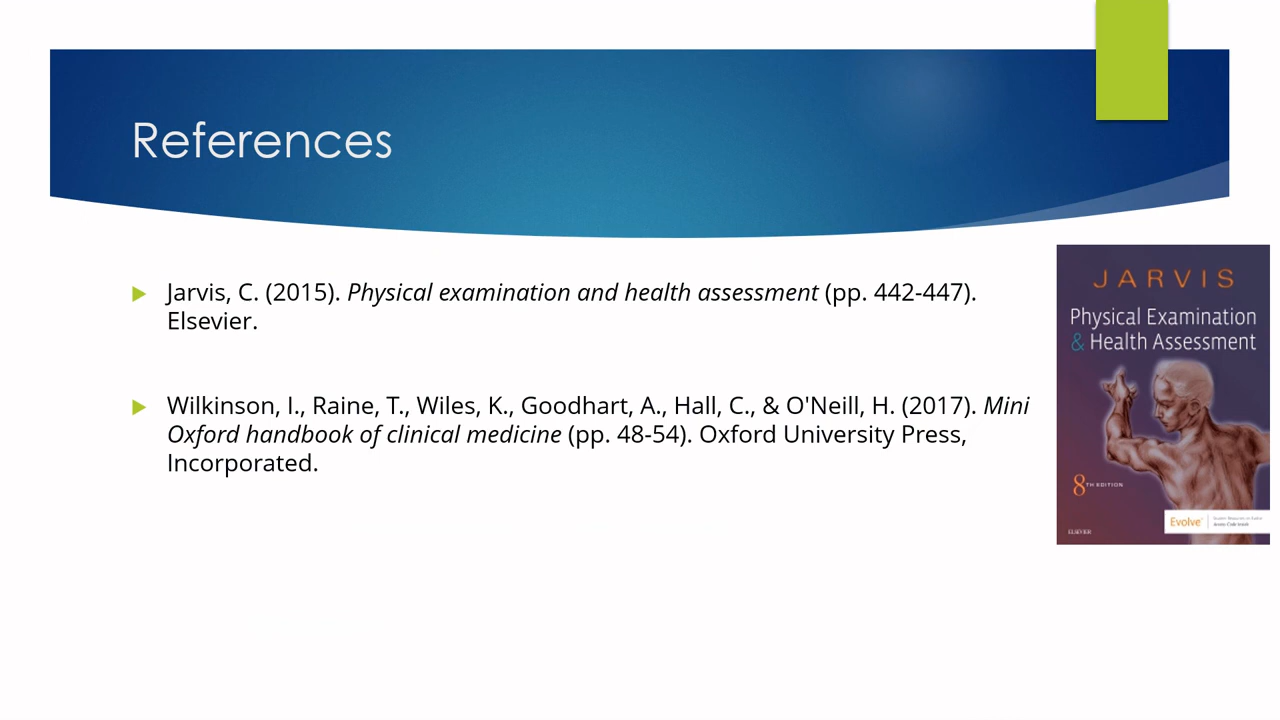 References
Jarvis, C. (2015). Physical examination and health assessment (pp. 442-447).
Elsevier.
Wilkinson, I., Raine, T., Wiles, K., Goodhart, A., Hall, C., & O'Neill, H. (2017). Mini
Oxford handbook of clinical medicine (pp. 48-54). Oxford University Press,
Incorporated.
JARVIS
Physical Examination
& Health Assessment
8TH EDITION
Evolve
ELSEVIER